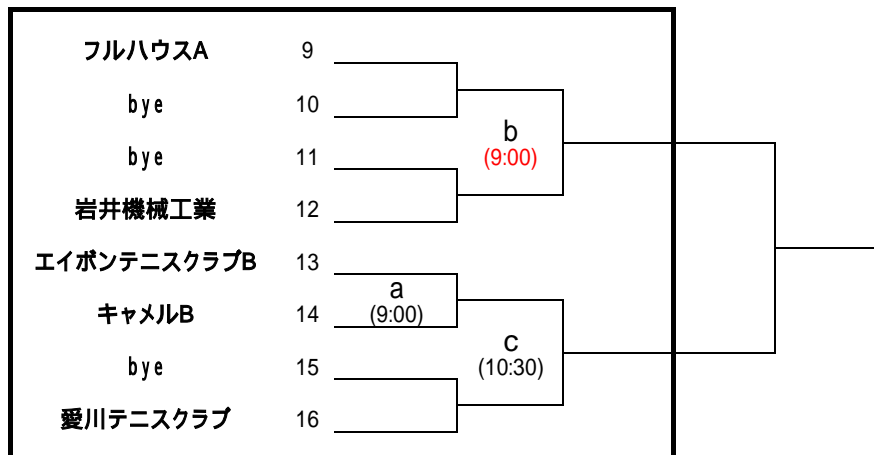 フルハウスA 9
bye 10
b
bye 11
(9:00)
岩井機械工業 12
エイボンテニスクラブB 13
a
キャメルB 14
(9:00)
c
bye 15
(10:30)
愛川テニスクラブ 16